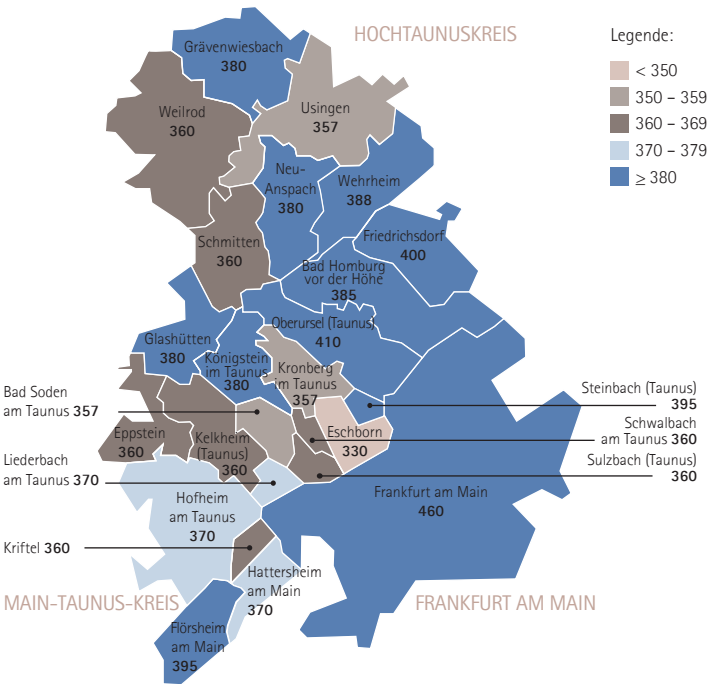 HOCHTAUNUSKREIS
Legende:
< 350
350 – 359
360 – 369
370 – 379
≥ 380
Grävenwiesbach
380
Weilrod
360
Usingen
357
Neu-
Anspach
380
Wehrheim
388
Schmitten
360
Friedrichsdorf
400
Bad Homburg
vor der Höhe
385
Oberursel (Taunus)
410
Glashütten
380
Königstein
im Taunus
380
Kronberg
im Taunus
357
Steinbach (Taunus)
395
Bad Soden
am Taunus 357
Schwalbach
am Taunus 360
Eppstein
360
Kelkheim
(Taunus)
360
Eschborn
330
Sulzbach (Taunus)
360
Liederbach
am Taunus 370
Hofheim
am Taunus
370
Frankfurt am Main
460
Kriftel 360
Hattersheim
am Main
370
MAIN-TAUNUS-KREIS
FRANKFURT AM MAIN
Flörsheim
am Main
395